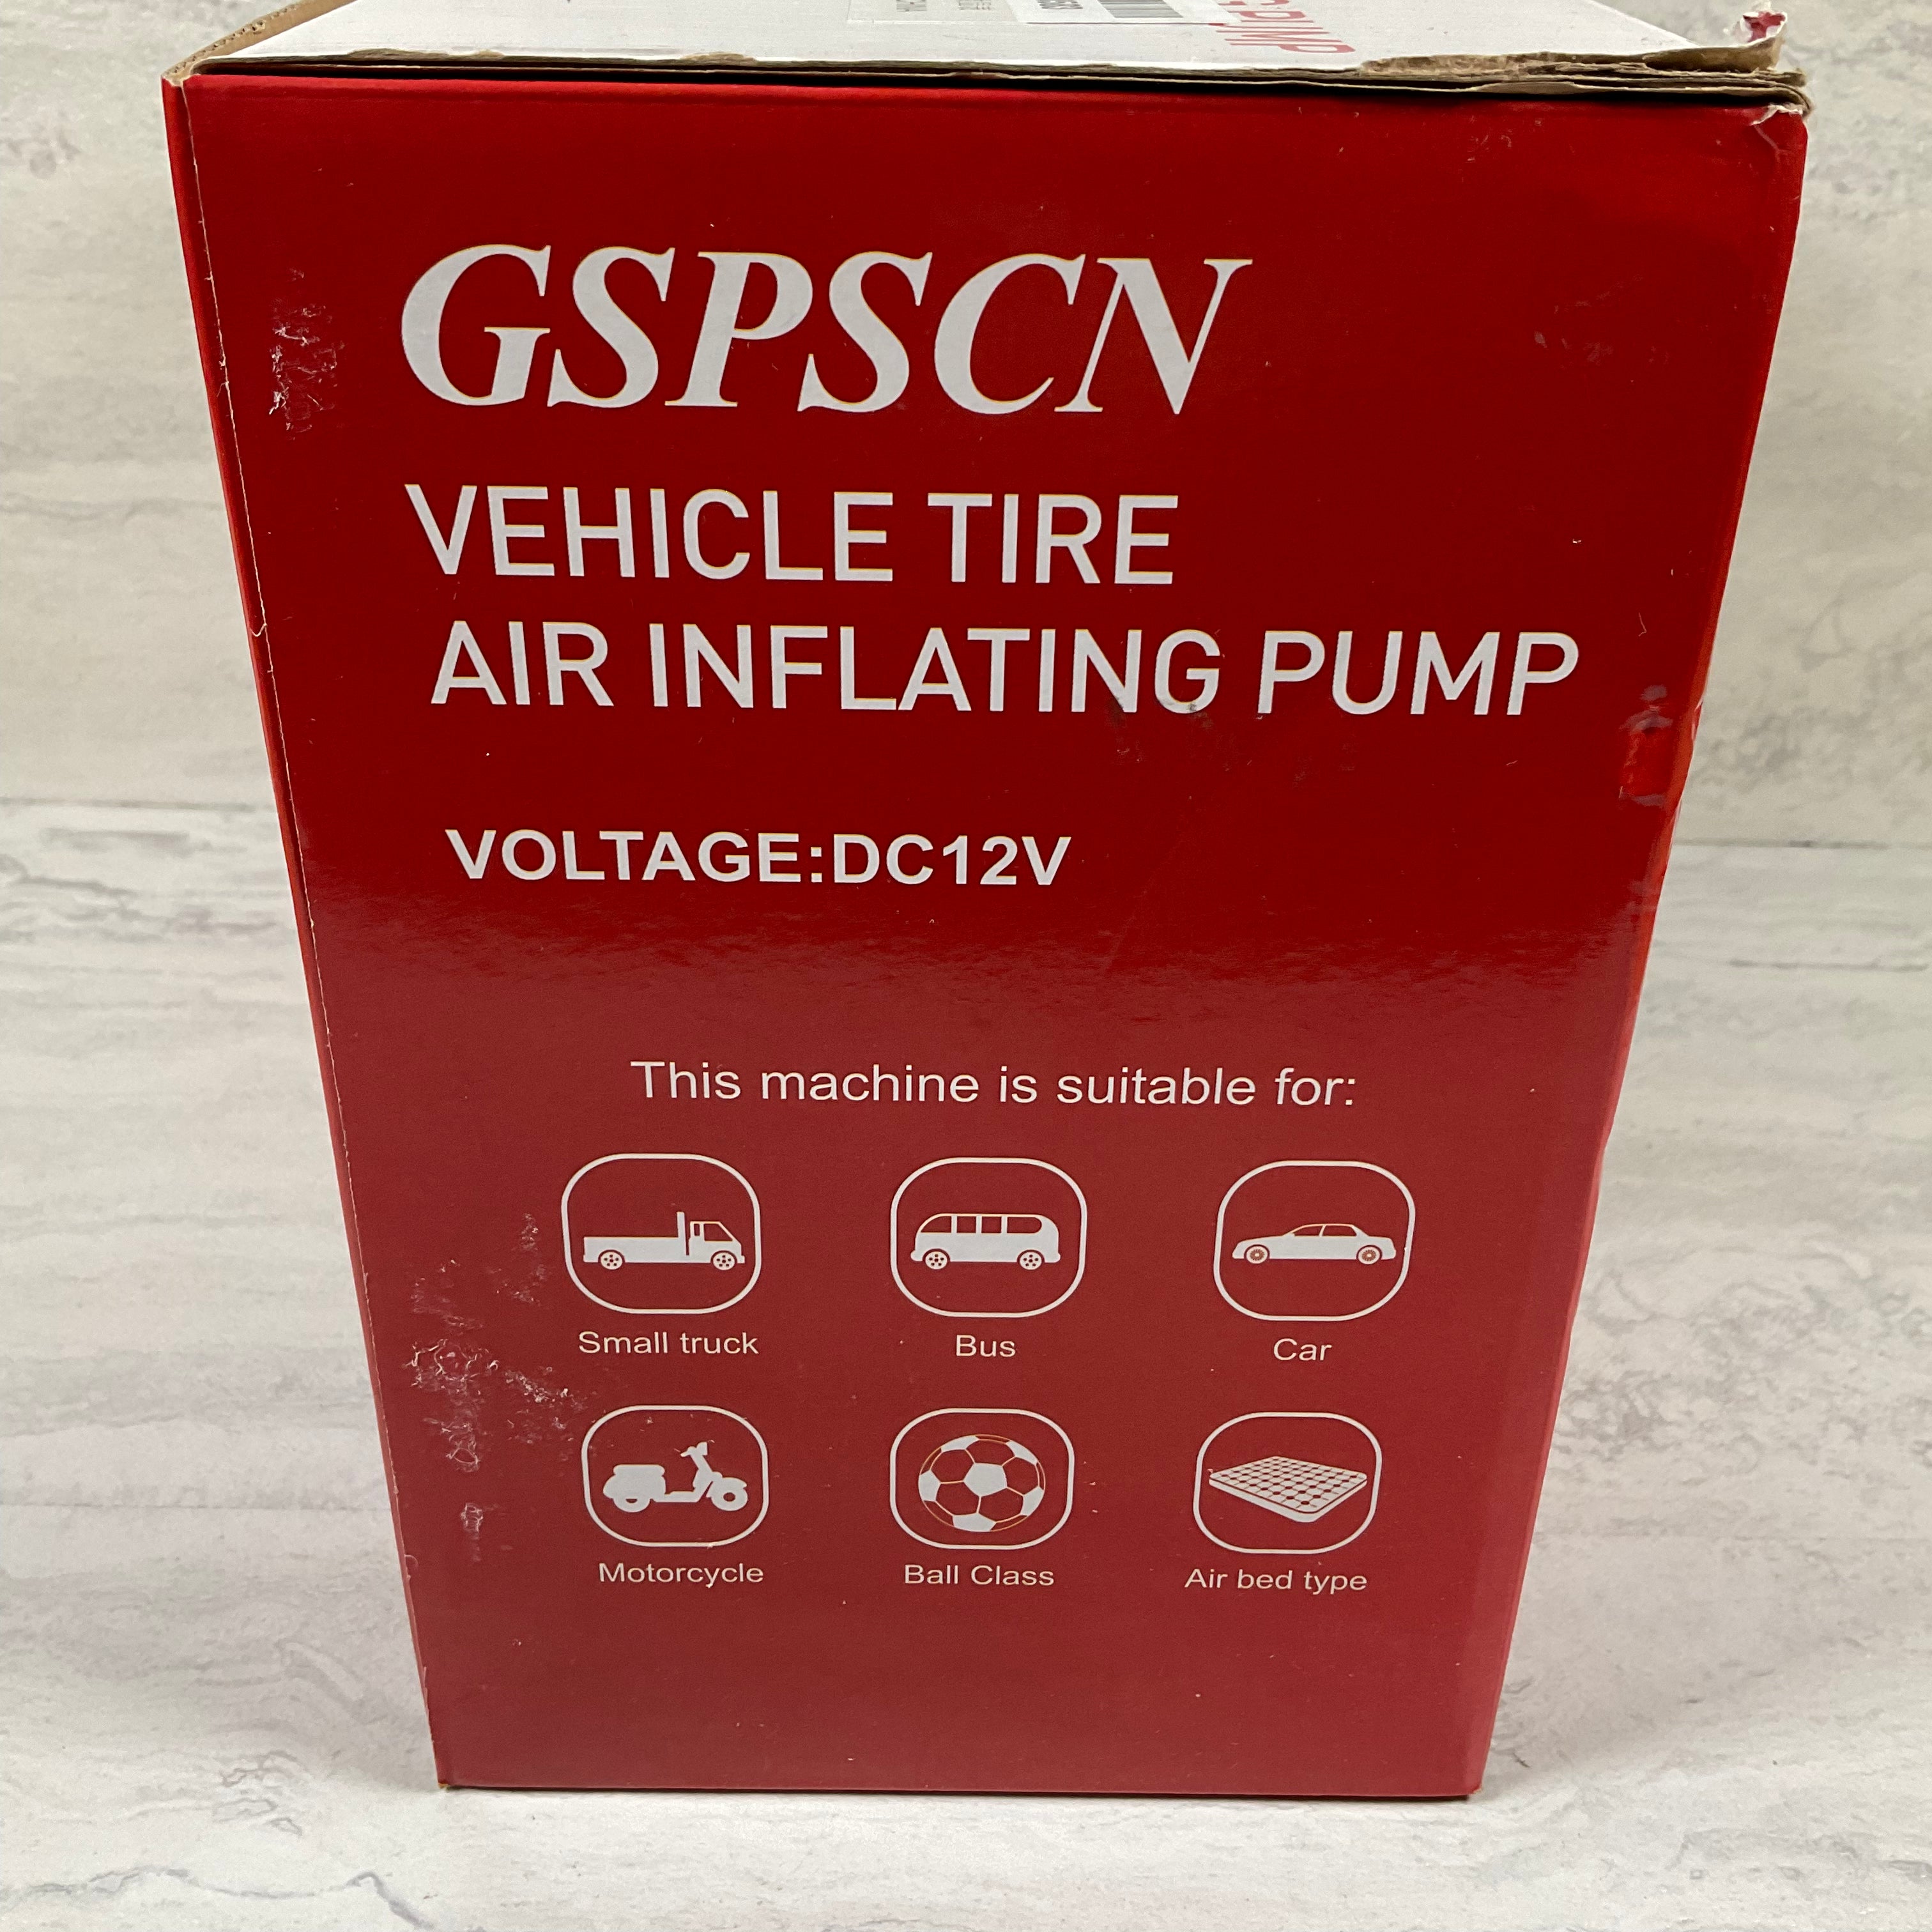 GSPSCN
VEHICLE TIRE
AIR INFLATING PUMP
VOLTAGE:DC12V
This machine is suitable for:
Small truck
Bus
Car
Motorcycle
Ball Class
Air bed type